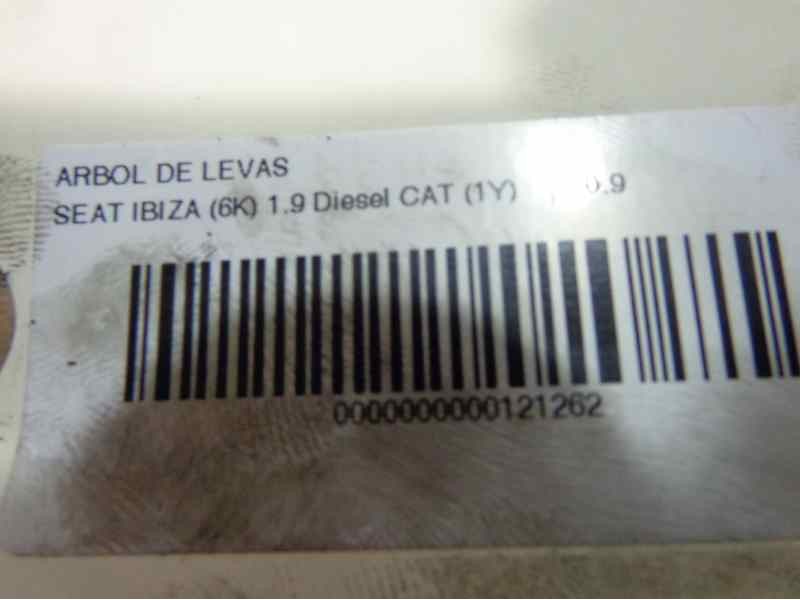 ARBOL DE LEVAS
SEAT IBIZA (6K) 1.9 Diesel CAT (1Y)
0000000000121262